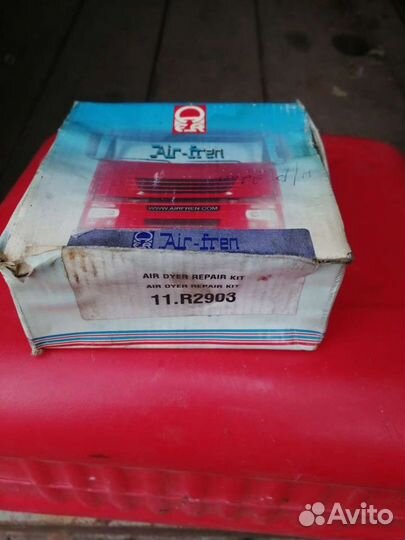 Air-fren
WWW.AIRFREN.COM
Air-fren
AIR DYER REPAIR KIT
AIR DYER REPAIR KIT
11.R2903
Avito